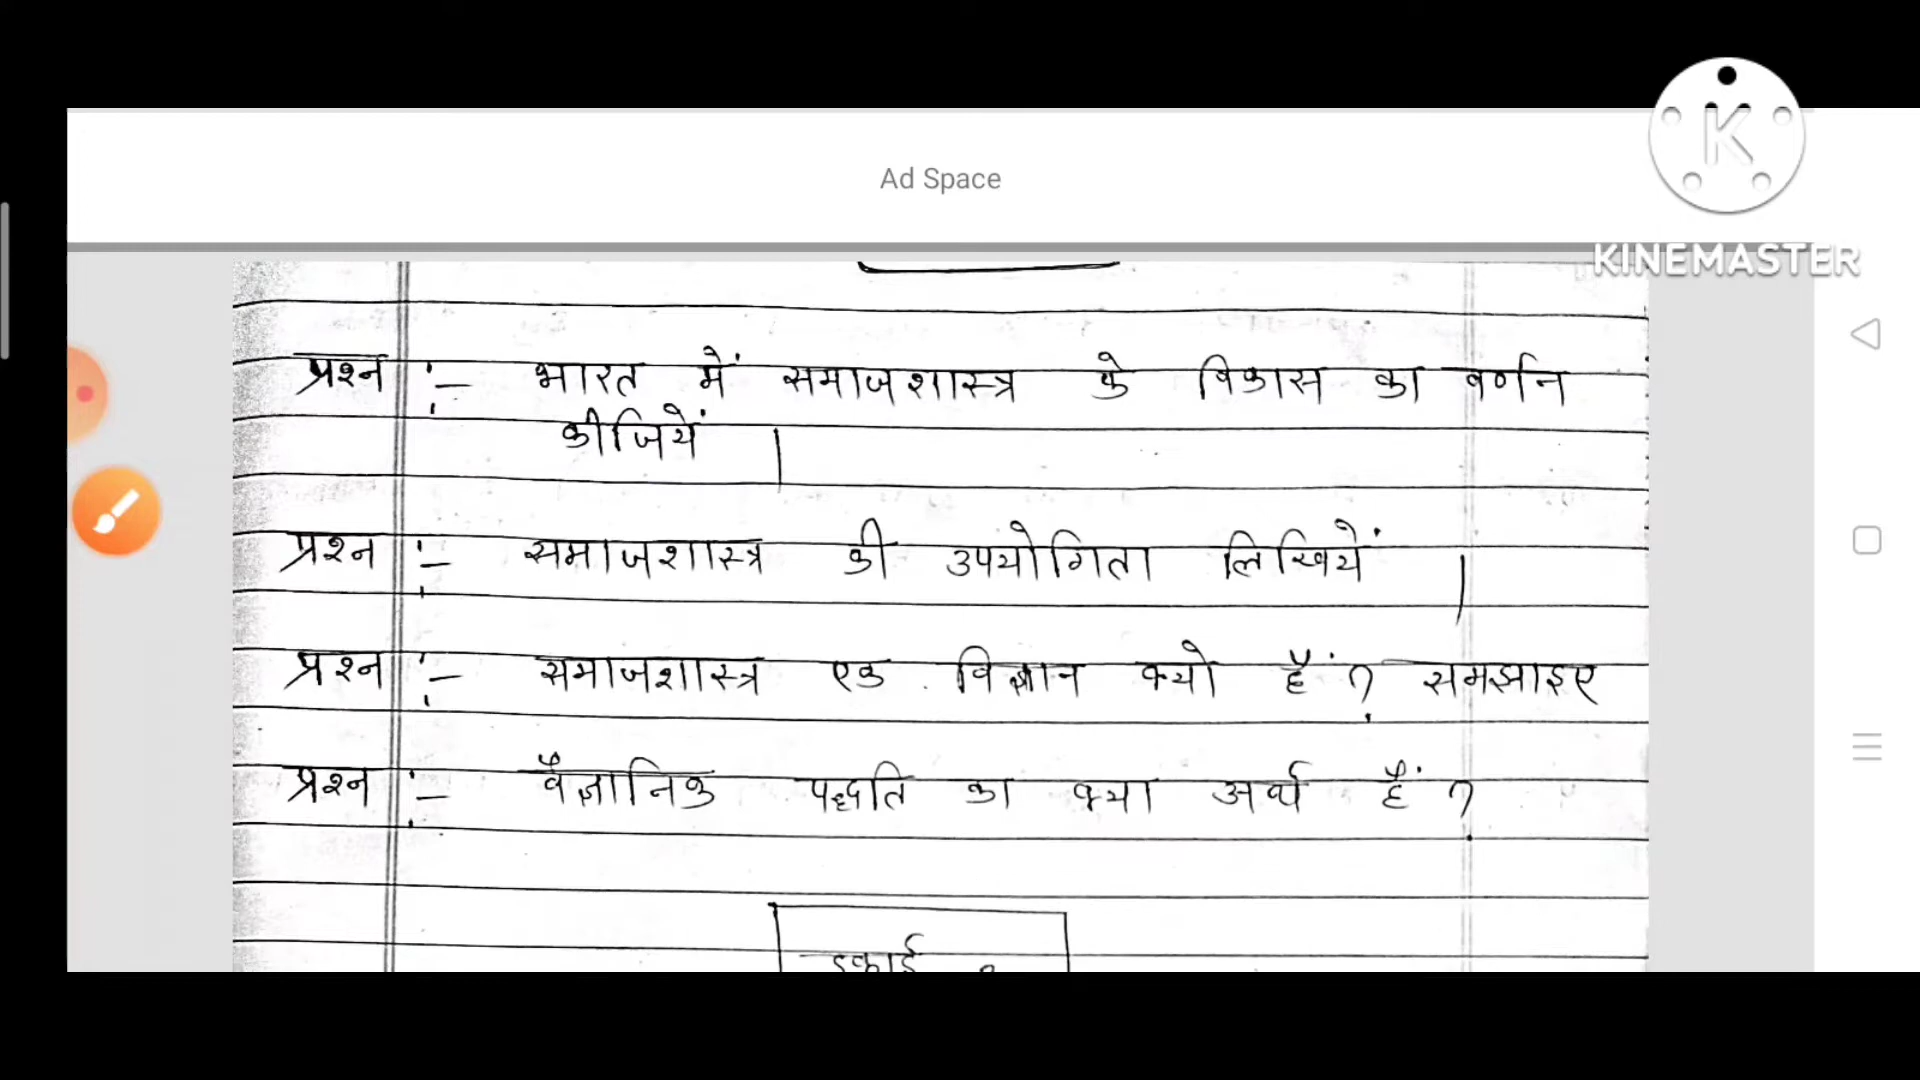 Ad Space
KINEMASTER
प्रश्न :- भारत में समाजशास्त्र के विकास का वर्णन
कीजियें |
प्रश्न :- समाजशास्त्र की उपयोगिता लिखियें |
प्रश्न :- समाजशास्त्र एक विज्ञान क्यो हैं ? समझाइए
प्रश्न :- वैज्ञानिक पद्धति का क्या अर्थ हैं ?
इकाई